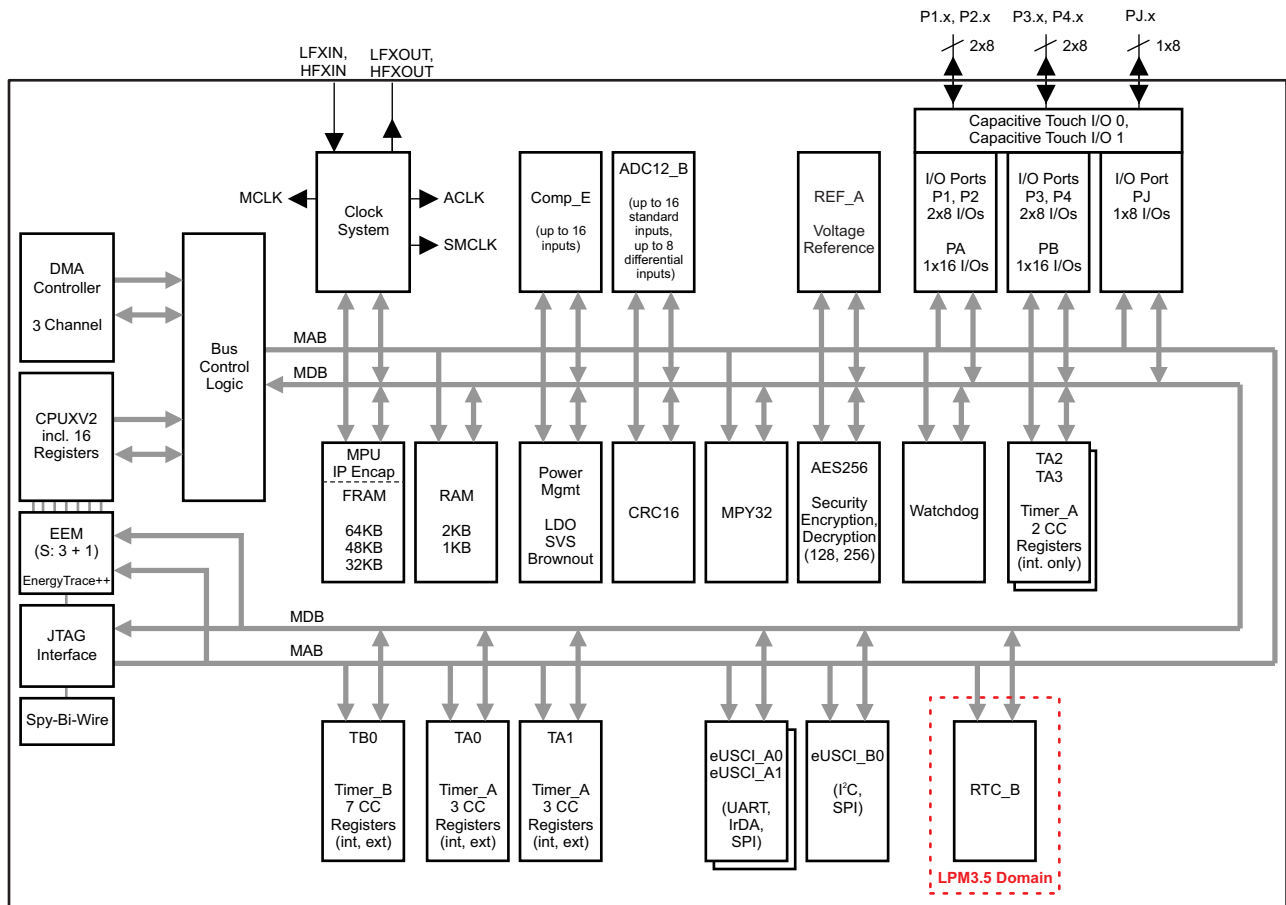 P1.x, P2.x
P3.x, P4.x
PJ.x
2x8
2x8
1x8
LFXIN,
HFXIN
LFXOUT,
HFXOUT
Capacitive Touch I/O 0,
Capacitive Touch I/O 1
MCLK
Clock
System
ACLK
SMCLK
Comp_E
(up to 16
inputs)
ADC12_B
(up to 16
standard
inputs,
up to 8
differential
inputs)
REF_A
Voltage
Reference
I/O Ports
P1, P2
2x8 I/Os
PA
1x16 I/Os
I/O Ports
P3, P4
2x8 I/Os
PB
1x16 I/Os
I/O Port
PJ
1x8 I/Os
DMA
Controller
3 Channel
Bus
Control
Logic
MAB
MDB
CPUXV2
incl. 16
Registers
MPU
IP Encap
FRAM
64KB
48KB
32KB
RAM
2KB
1KB
Power
Mgmt
LDO
SVS
Brownout
CRC16
MPY32
AES256
Security
Encryption,
Decryption
(128, 256)
Watchdog
TA2
TA3
Timer_A
2 CC
Registers
(int. only)
EEM
(S: 3 + 1)
EnergyTrace++
MDB
JTAG
Interface
MAB
Spy-Bi-Wire
TB0
Timer_B
7 CC
Registers
(int, ext)
TA0
Timer_A
3 CC
Registers
(int, ext)
TA1
Timer_A
3 CC
Registers
(int, ext)
eUSCI_A0
eUSCI_A1
(UART,
IrDA,
SPI)
eUSCI_B0
(I²C,
SPI)
RTC_B
LPM3.5 Domain